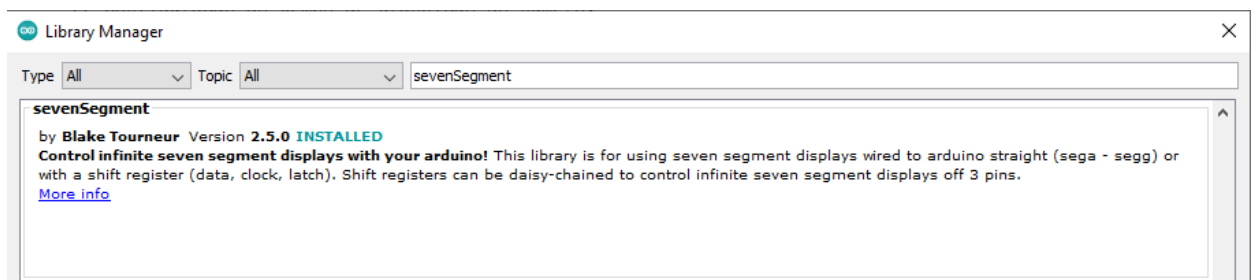 Library Manager
Type All Topic All sevenSegment
sevenSegment
by Blake Tourneur Version 2.5.0 INSTALLED
Control infinite seven segment displays with your arduino! This library is for using seven segment displays wired to arduino straight (sega - segg) or
with a shift register (data, clock, latch). Shift registers can be daisy-chained to control infinite seven segment displays off 3 pins.
More info